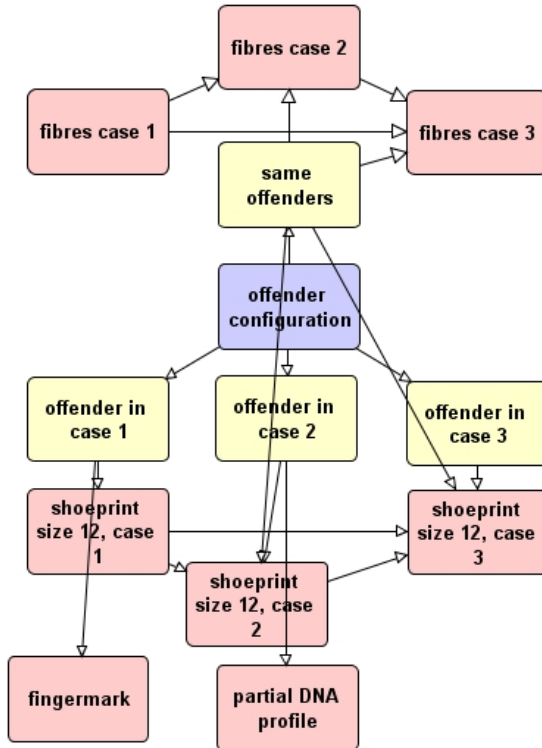 fibres case 2
fibres case 1
fibres case 3
same
offenders
offender
configuration
offender in
case 1
offender in
case 2
offender in
case 3
shoeprint
size 12, case
1
shoeprint
size 12, case
2
shoeprint
size 12, case
3
fingermark
partial DNA
profile